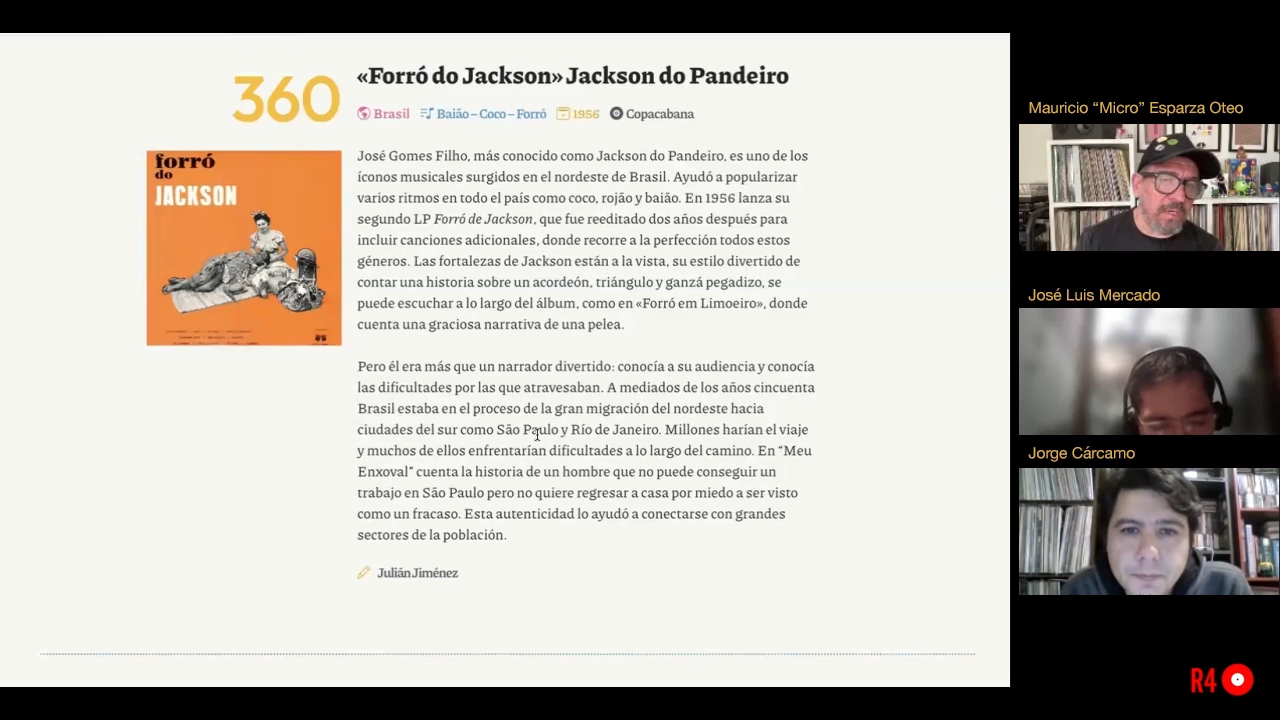 360
«Forró do Jackson» Jackson do Pandeiro
Brasil Baião – Coco – Forró 1956 Copacabana
forró
do
JACKSON
José Gomes Filho, más conocido como Jackson do Pandeiro, es uno de los
íconos musicales surgidos en el nordeste de Brasil. Ayudó a popularizar
varios ritmos en todo el país como coco, rojão y baião. En 1956 lanza su
segundo LP Forró de Jackson, que fue reeditado dos años después para
incluir canciones adicionales, donde recorre a la perfección todos estos
géneros. Las fortalezas de Jackson están a la vista, su estilo divertido de
contar una historia sobre un acordeón, triángulo y ganzá pegadizo, se
puede escuchar a lo largo del álbum, como en «Forró em Limoeiro», donde
cuenta una graciosa narrativa de una pelea.
Pero él era más que un narrador divertido: conocía a su audiencia y conocía
las dificultades por las que atravesaban. A mediados de los años cincuenta
Brasil estaba en el proceso de la gran migración del nordeste hacia
ciudades del sur como São Paulo y Río de Janeiro. Millones harían el viaje
y muchos de ellos enfrentarían dificultades a lo largo del camino. En “Meu
Enxoval” cuenta la historia de un hombre que no puede conseguir un
trabajo en São Paulo pero no quiere regresar a casa por miedo a ser visto
como un fracaso. Esta autenticidad lo ayudó a conectarse con grandes
sectores de la población.
Julián Jiménez
Mauricio “Micro” Esparza Oteo
José Luis Mercado
Jorge Cárcamo
R4